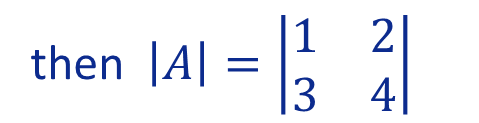 then |A| = |1 2|
|3 4|